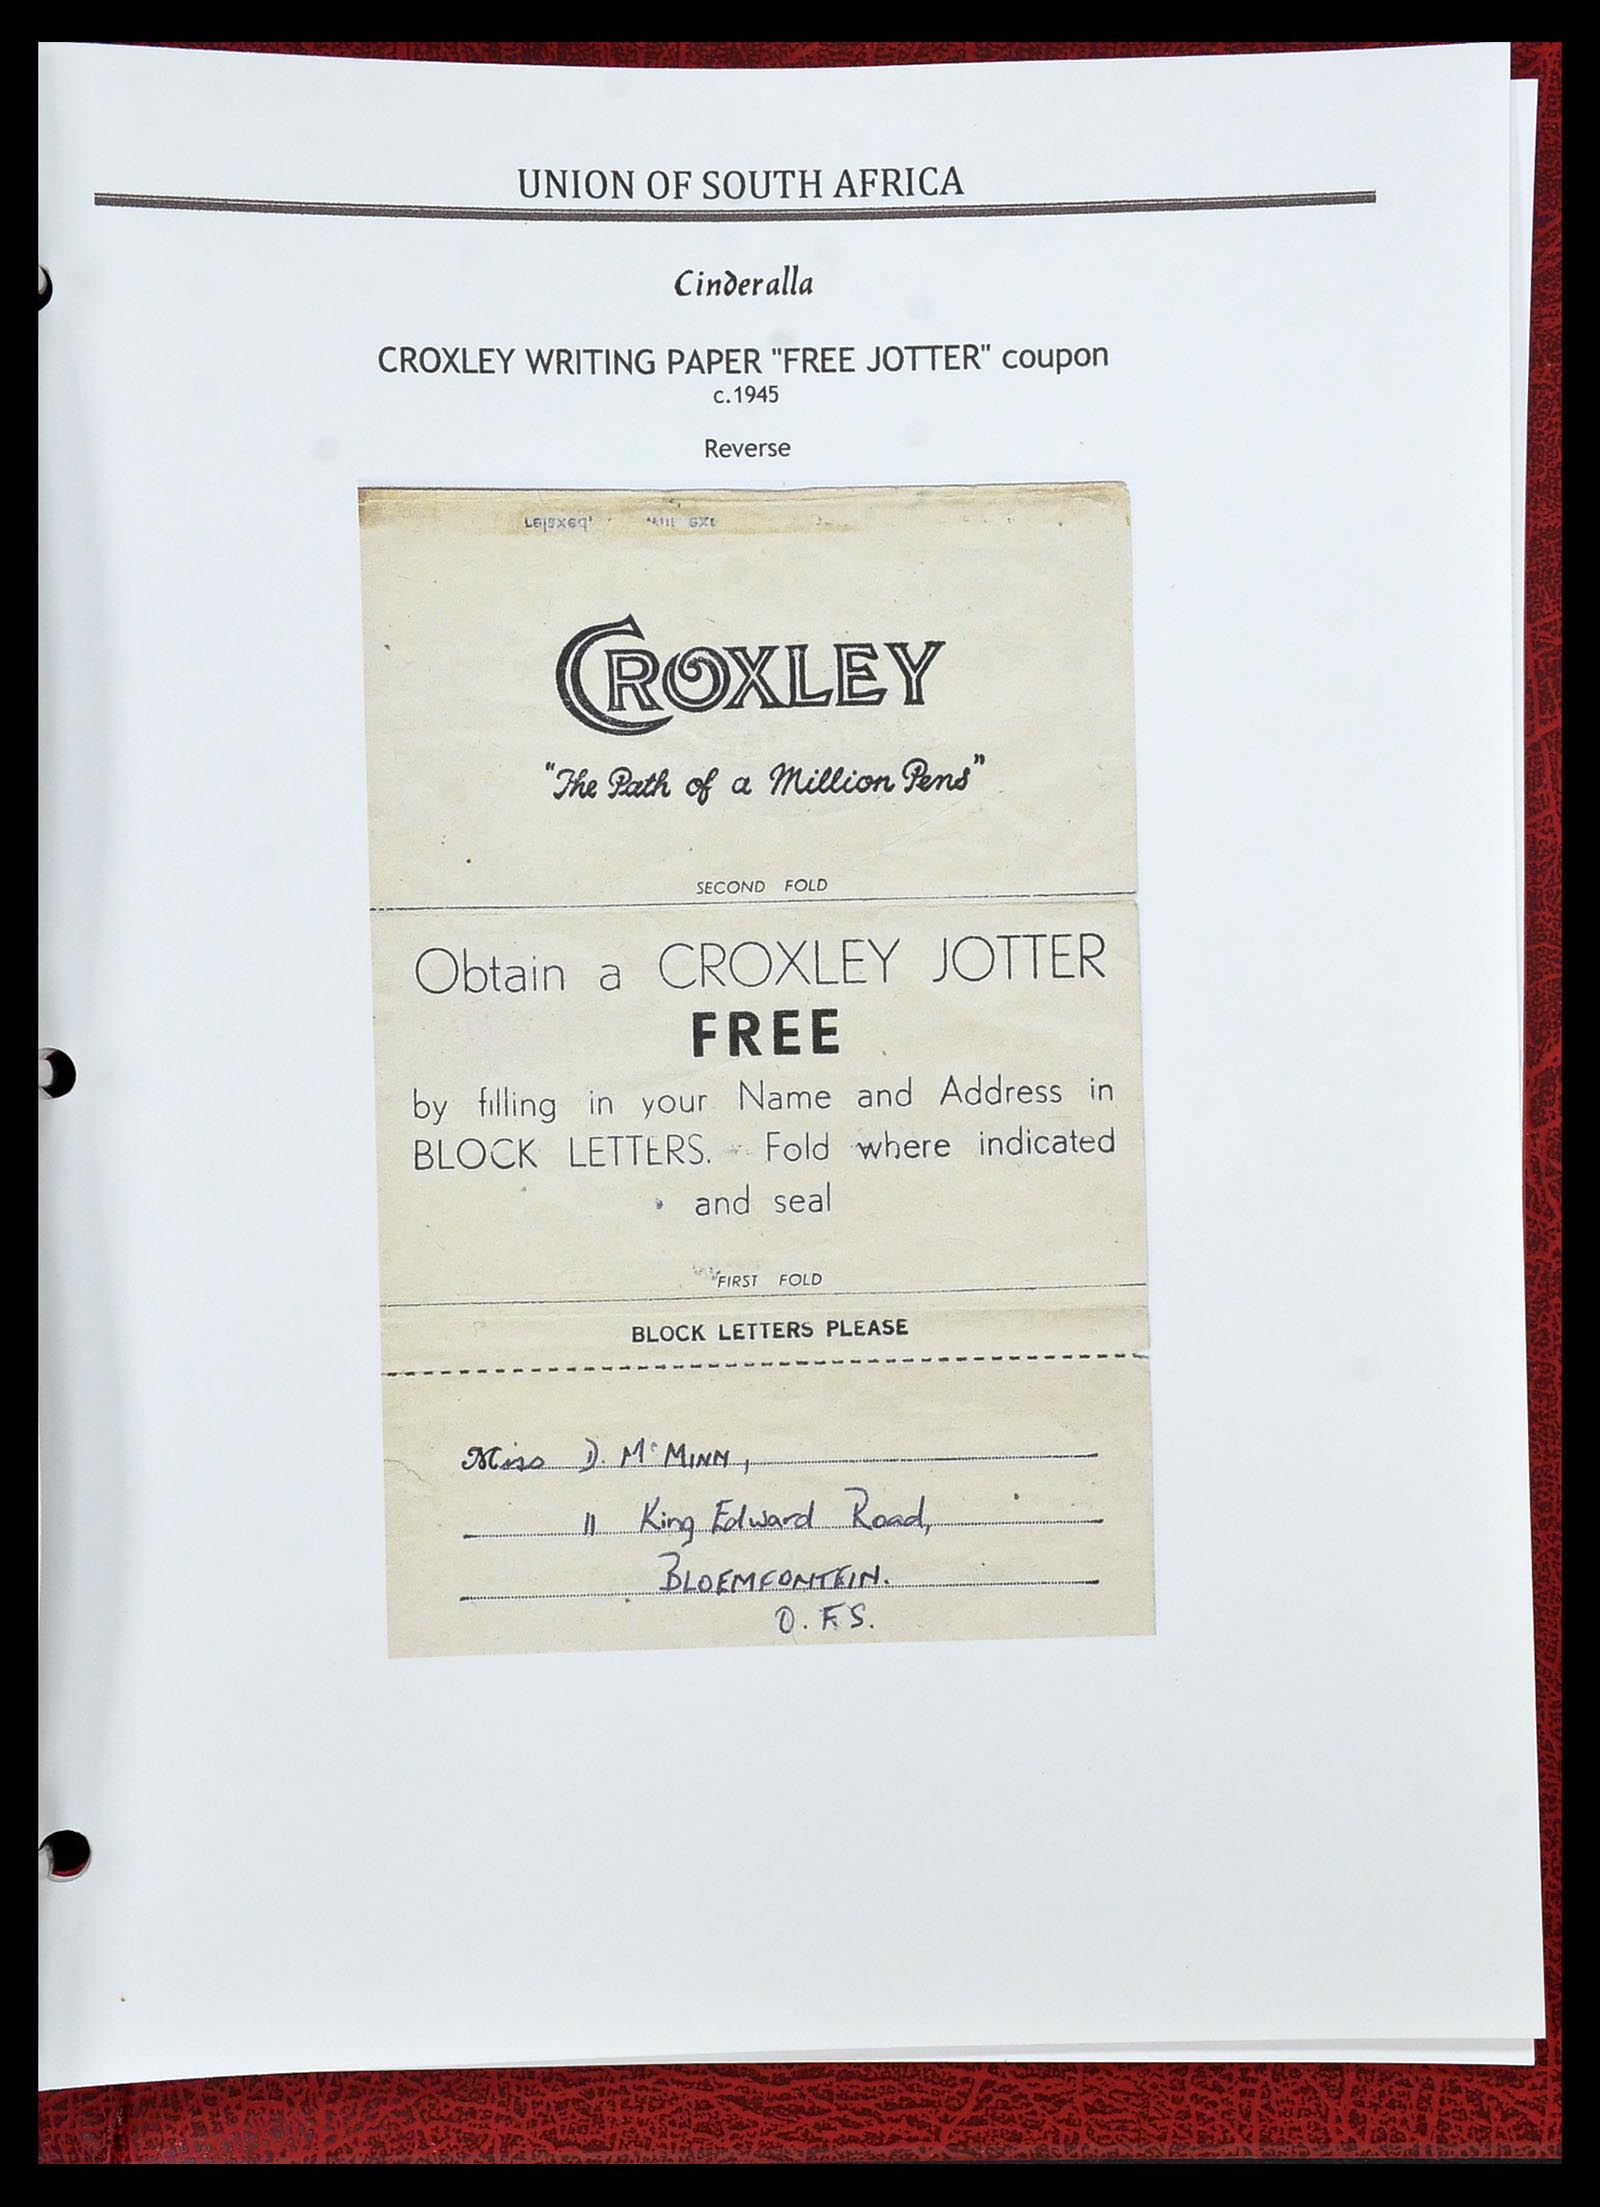 UNION OF SOUTH AFRICA
Cinderalla
CROXLEY WRITING PAPER "FREE JOTTER" coupon
c.1945
Reverse
relaxed, will
CROXLEY
"The Path of a Million Pens"
SECOND FOLD
Obtain a CROXLEY JOTTER
FREE
by filling in your Name and Address in
BLOCK LETTERS. Fold where indicated
and seal
FIRST FOLD
BLOCK LETTERS PLEASE
Miss D. McMINN,
11 King Edward Road,
BLOEMFONTEIN.
O.F.S.